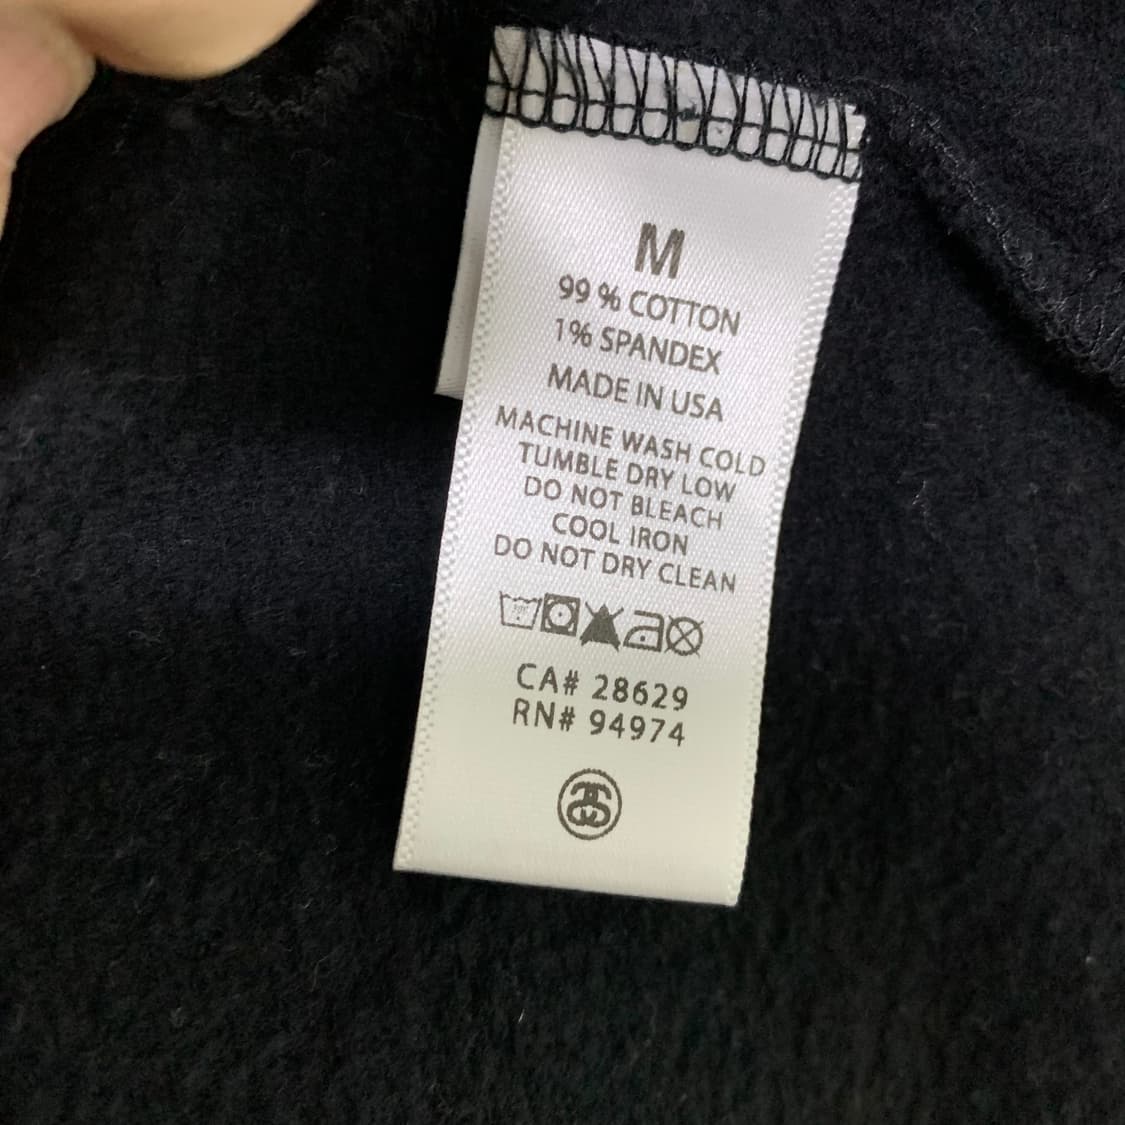 M
99 % COTTON
1% SPANDEX
MADE IN USA
MACHINE WASH COLD
TUMBLE DRY LOW
DO NOT BLEACH
COOL IRON
DO NOT DRY CLEAN
CA# 28629
RN# 94974